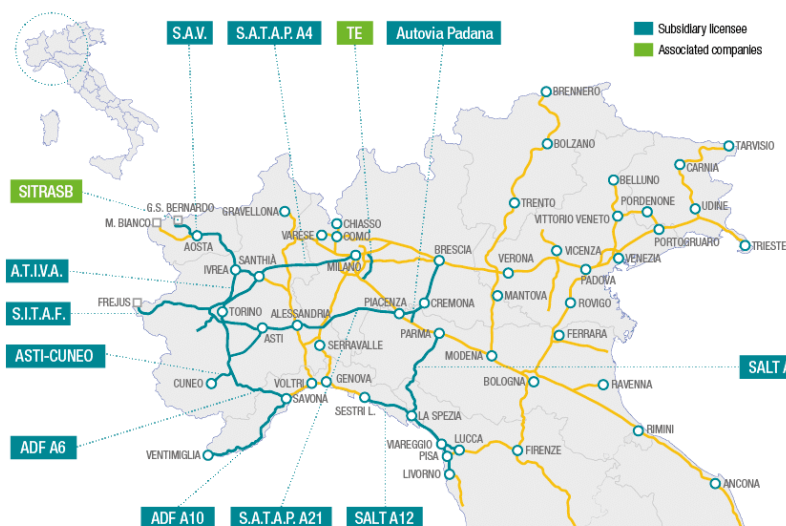 S.A.V.
S.A.T.A.P. A4
TE
Autovia Padana
Subsidiary licensee
Associated companies
BRENNERO
BOLZANO
TARVISIO
CARNIA
BELLUNO
SITRASB
G.S. BERNARDO
M. BIANCO
GRAVELLONA
CHIASSO
TRENTO
VITTORIO VENETO
PORDENONE
UDINE
AOSTA
VARESE
COMO
PORTOGRUARO
TRIESTE
A.T.I.V.A.
IVREA
SANTHIÀ
MILANO
BRESCIA
VERONA
VICENZA
PADOVA
VENEZIA
S.I.T.A.F.
FREJUS
TORINO
ALESSANDRIA
PIACENZA
CREMONA
MANTOVA
ROVIGO
ASTI
PARMA
FERRARA
ASTI-CUNEO
SERRAVALLE
MODENA
SALT A
CUNEO
VOLTRI
GENOVA
BOLOGNA
RAVENNA
SAVONA
SESTRI L.
LA SPEZIA
RIMINI
ADF A6
VENTIMIGLIA
VIAREGGIO
LUCCA
PISA
FIRENZE
LIVORNO
ANCONA
ADF A10
S.A.T.A.P. A21
SALT A12